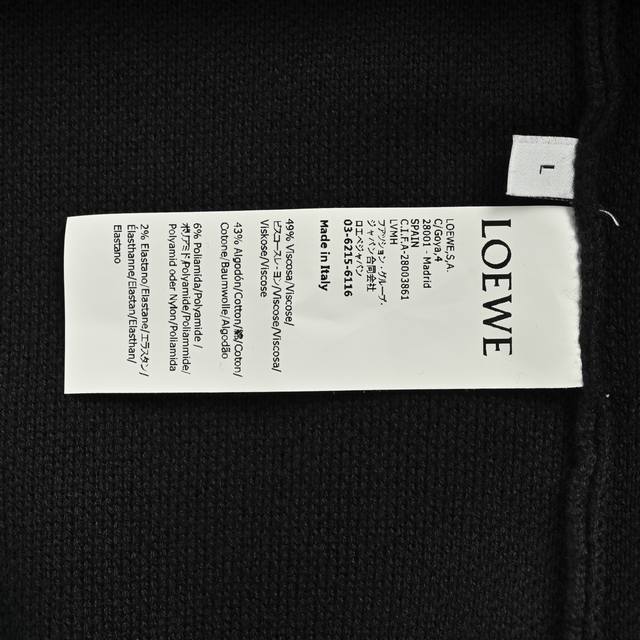 L
LOEWE
LOEWE S.A.
C/Goya,4
28001 - Madrid
SPAIN
C.I.F.A-28003861
LVMH
ファッション・グループ・
ジャパン合同会社
ロエベジャパン
03-6215-6116
Made in Italy
49% Viscosa/Viscose/
ビスコースレーヨン/Viscose/Viscosa/
Viskose/Viscose
43% Algodón/Cotton/綿/Coton/
Cotone/Baumwolle/Algodão
6% Poliamida/Polyamide/
ポリアミド/Polyamide/Poliammide/
Polyamid oder Nylon/Poliamida
2% Elastano/Elastane/エラスタン/
Élasthanne/Elastan/Elasthan/
Elastano